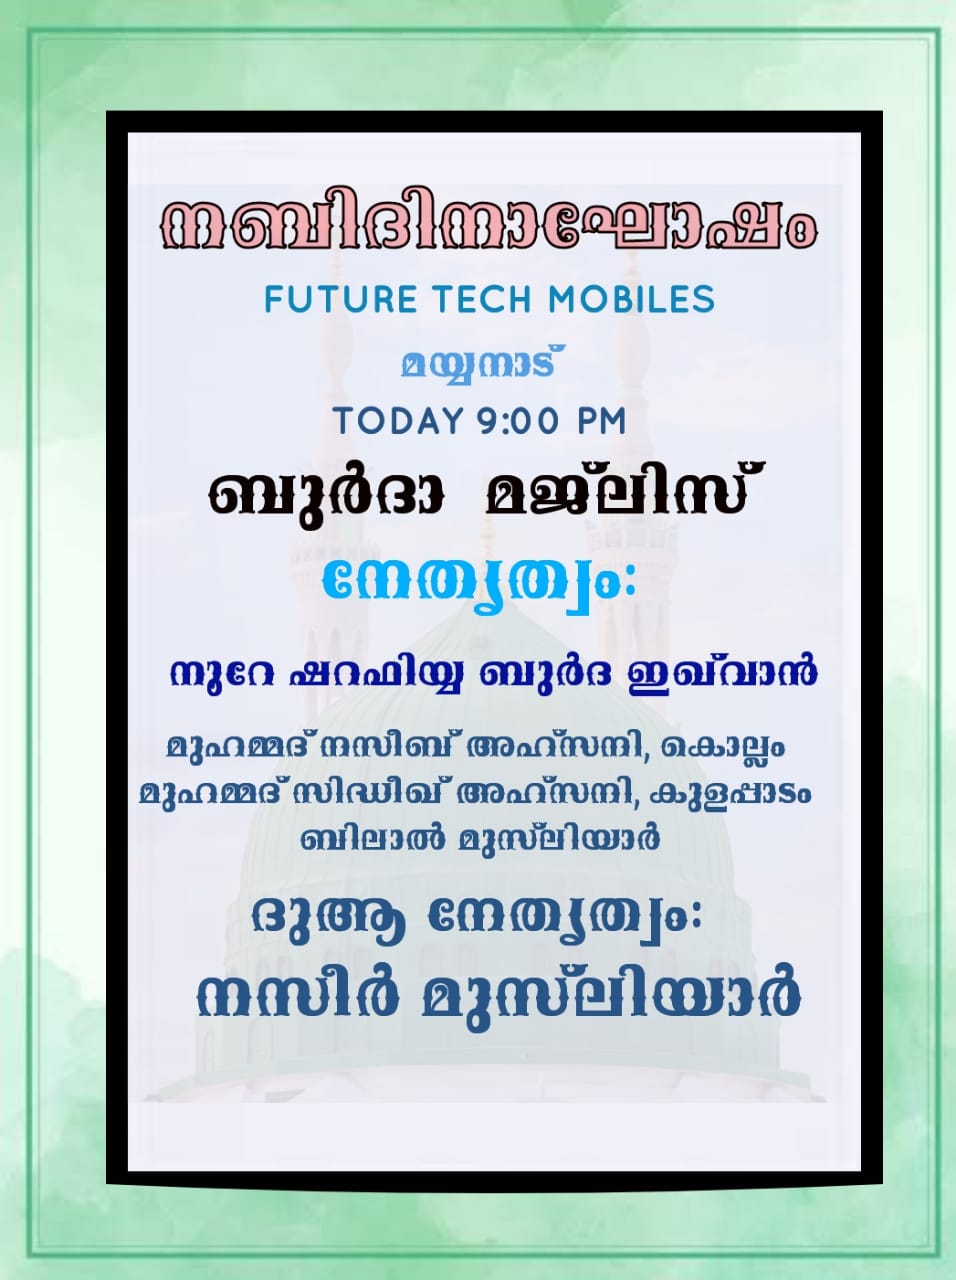 നബിദിനാഘോഷം
FUTURE TECH MOBILES
മയ്യനാട്
TODAY 9:00 PM
ബുർദാ മജ്ലിസ്
നേതൃത്വം:
നൂറേ ഷറഫിയ്യ ബുർദ ഇഖ്‌വാൻ
മുഹമ്മദ് നസീബ് അഹ്സനി, കൊല്ലം
മുഹമ്മദ് സിഡീഖ് അഹ്സനി, കുളപ്പാടം
ബിലാൽ മുസ്‌ലിയാർ
ദുആ നേതൃത്വം:
നസീർ മുസ്‌ലിയാർ